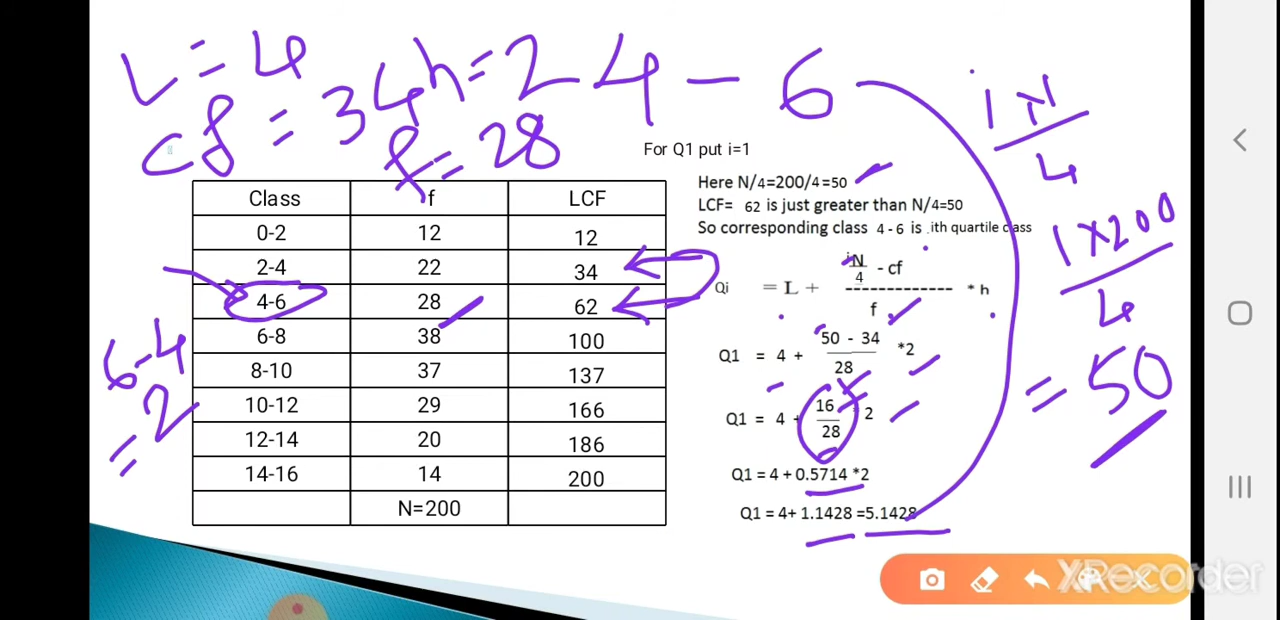 L = 4 h = 2 4 - 6
cf = 34 f = 28
i N
4
1 × 200
4
= 50
For Q1 put i=1
Here N/4=200/4=50
LCF= 62 is just greater than N/4=50
So corresponding class 4 - 6 is ith quartile class
iN
4 - cf
Qi = L + ------------ * h
f
50 - 34
Q1 = 4 + *2
28
16
Q1 = 4 + 2
28
Q1 = 4 + 0.5714 *2
Q1 = 4+ 1.1428 =5.1428
Class f LCF
0-2 12 12
2-4 22 34
4-6 28 62
6-8 38 100
8-10 37 137
10-12 29 166
12-14 20 186
14-16 14 200
N=200
6-4
= 2
XRecorder